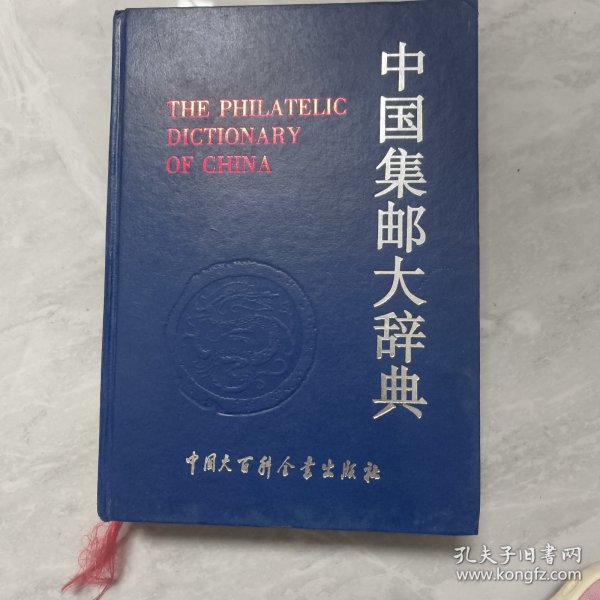 THE PHILATELIC
DICTIONARY
OF CHINA
中国集邮大辞典
中国大百科全书出版社
孔夫子旧书网
www.kongfz.com